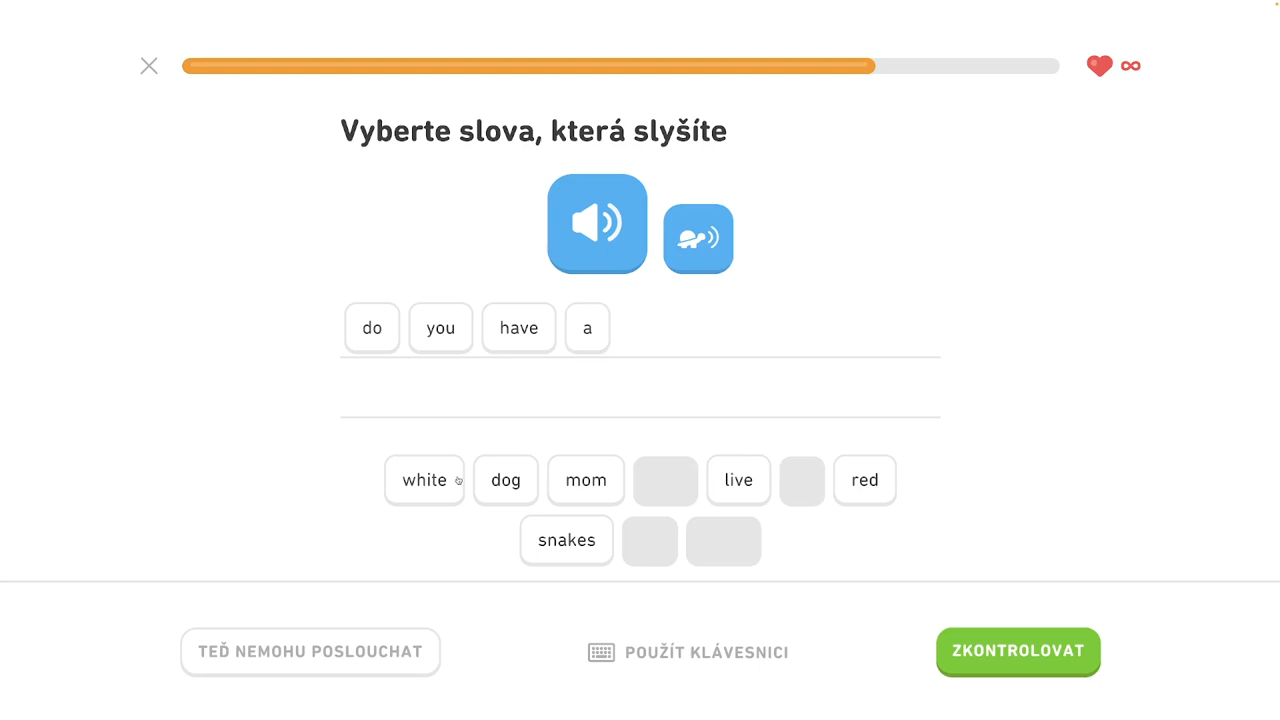 Vyberte slova, která slyšíte
do you have a
white dog mom live red
snakes
TEĎ NEMOHU POSLOUCHAT POUŽÍT KLÁVESNICI ZKONTROLOVAT